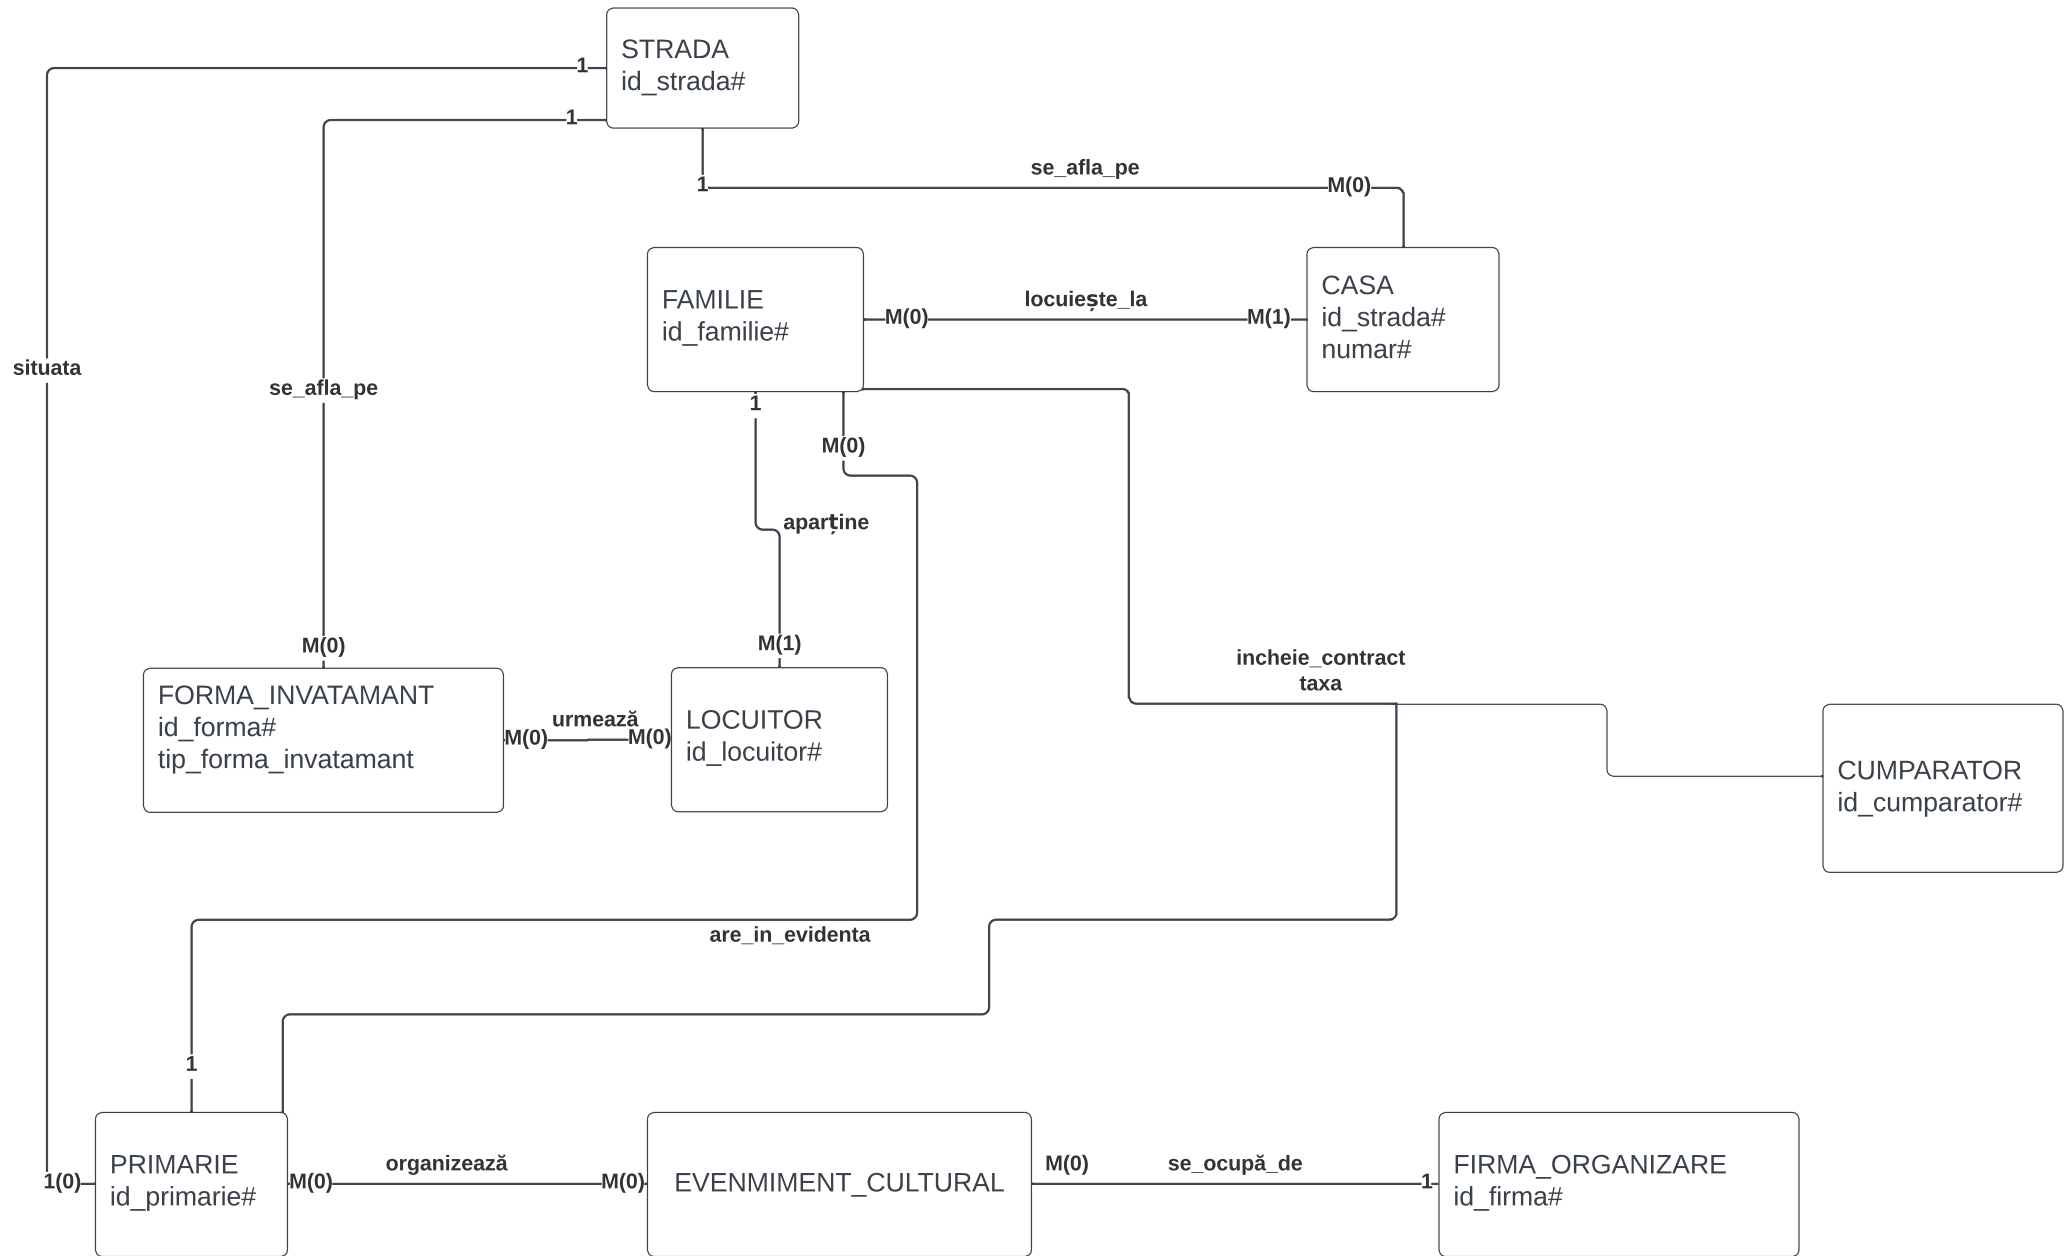 STRADA
id_strada#
1
1
1
se_afla_pe
M(0)
FAMILIE
id_familie#
M(0)
locuiește_la
M(1)
CASA
id_strada#
numar#
situata
se_afla_pe
1
M(0)
aparține
M(0)
M(1)
FORMA_INVATAMANT
id_forma#
tip_forma_invatamant
M(0)
urmează
M(0)
LOCUITOR
id_locuitor#
incheie_contract
taxa
CUMPARATOR
id_cumparator#
are_in_evidenta
1
1(0)
PRIMARIE
id_primarie#
M(0)
organizează
M(0)
EVENMIMENT_CULTURAL
M(0)
se_ocupă_de
1
FIRMA_ORGANIZARE
id_firma#